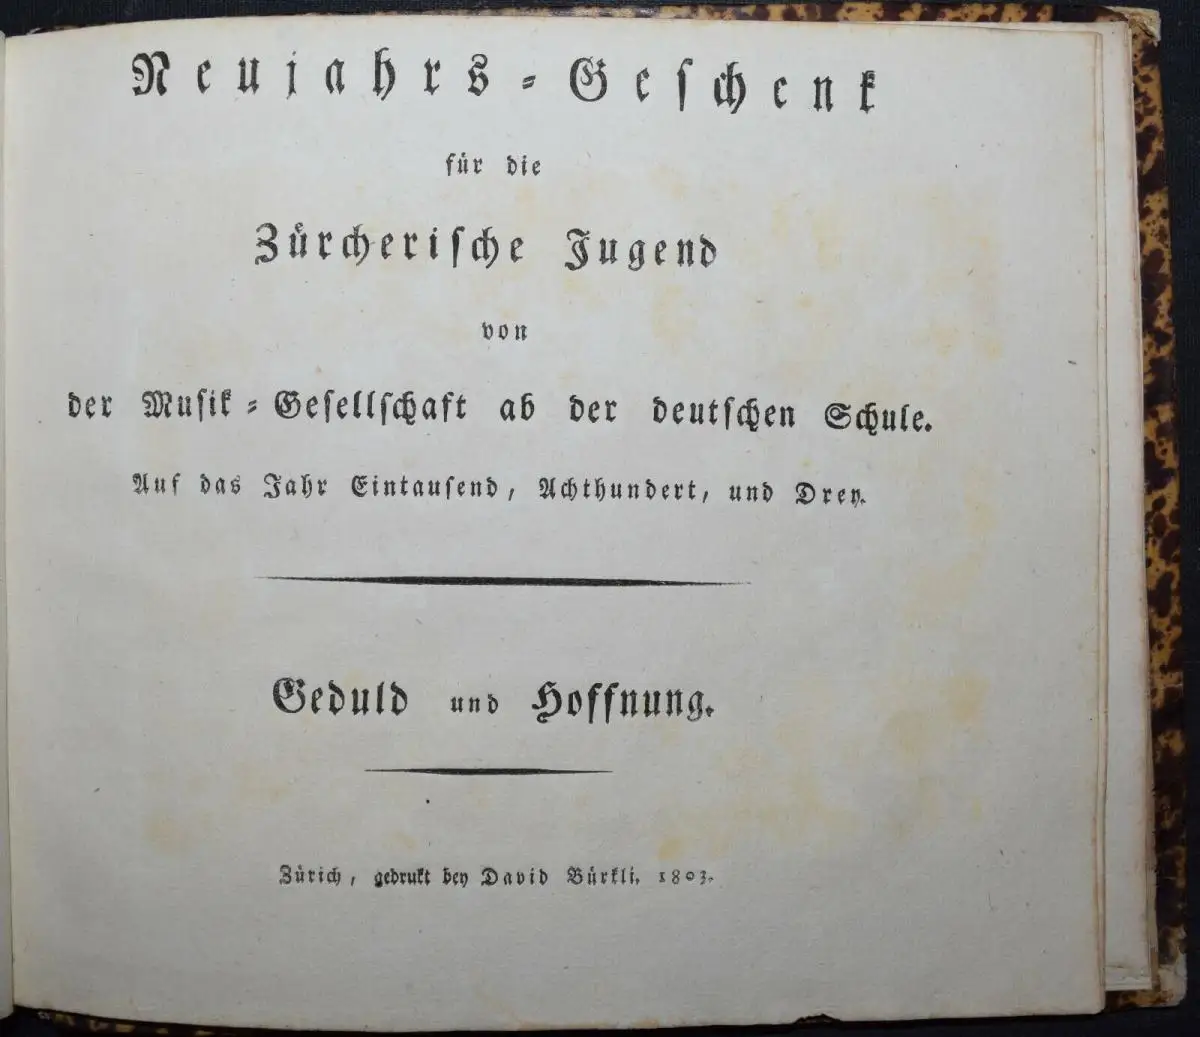 Neujahrs-Geschenk
für die
Zürcherische Jugend
von
der Musik-Gesellschaft ab der deutschen Schule.
Auf das Jahr Eintausend, Achthundert, und Drey.
Geduld und Hoffnung.
Zürich, gedrukt bey David Bürkli. 1803.